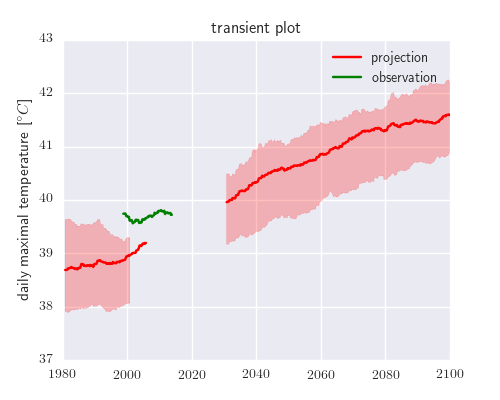 transient plot
projection
observation
daily maximal temperature [°C]
43
42
41
40
39
38
37
1980 2000 2020 2040 2060 2080 2100